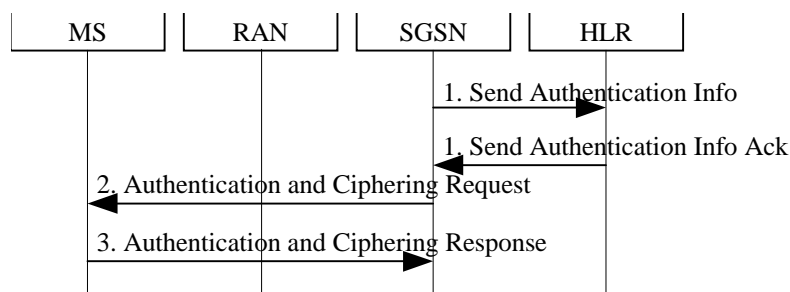 MS RAN SGSN HLR
1. Send Authentication Info
1. Send Authentication Info Ack
2. Authentication and Ciphering Request
3. Authentication and Ciphering Response